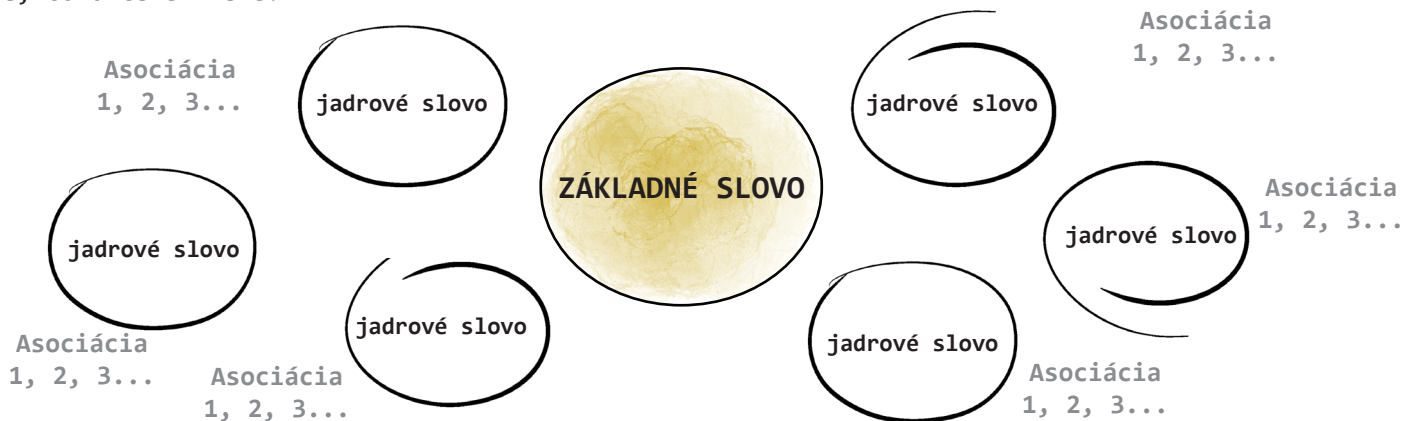 Asociácia
1, 2, 3...
jadrové slovo
ZÁKLADNÉ SLOVO
jadrové slovo
Asociácia
1, 2, 3...
jadrové slovo
Asociácia
1, 2, 3...
jadrové slovo
Asociácia
1, 2, 3...
jadrové slovo
Asociácia
1, 2, 3...
jadrové slovo
Asociácia
1, 2, 3...